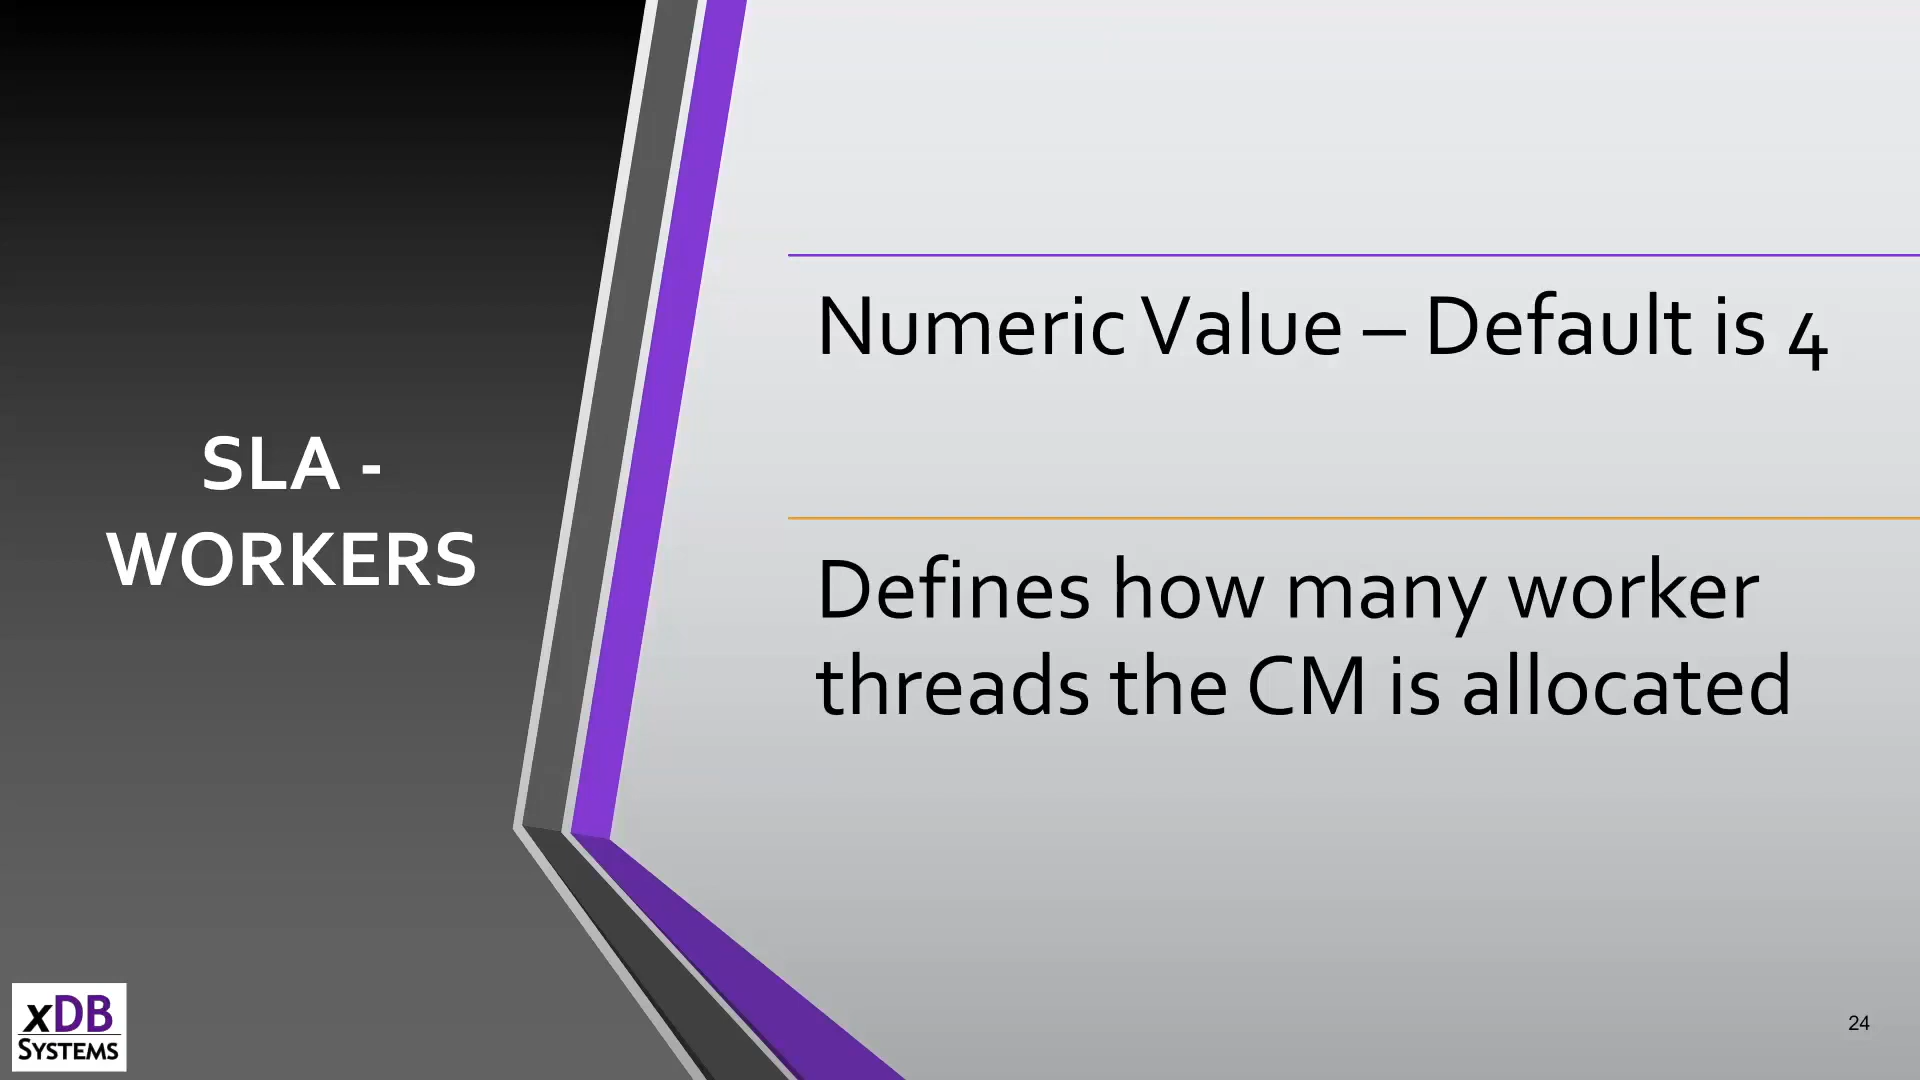 SLA -
WORKERS
Numeric Value – Default is 4
Defines how many worker
threads the CM is allocated
xDB
SYSTEMS
24